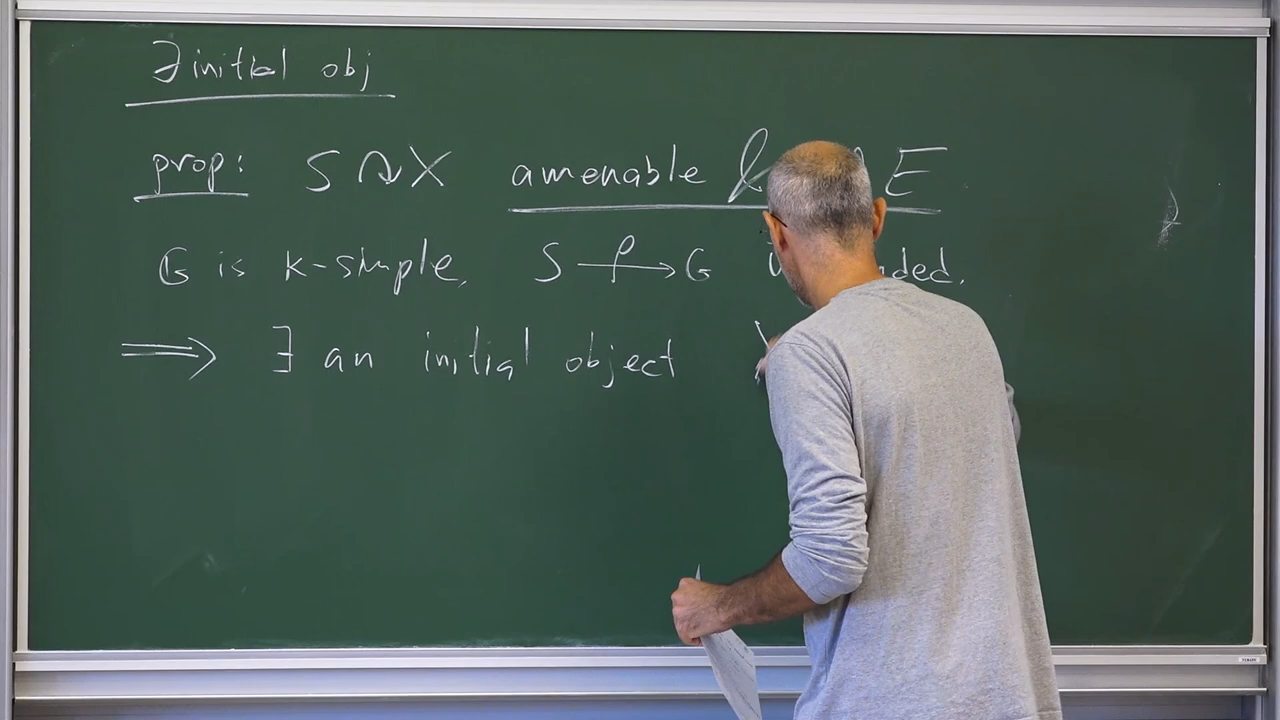 ∃ initial obj
prop: S ↷ X amenable & E
G is k-simple, S —ρ→ G
⟹ ∃ an initial object